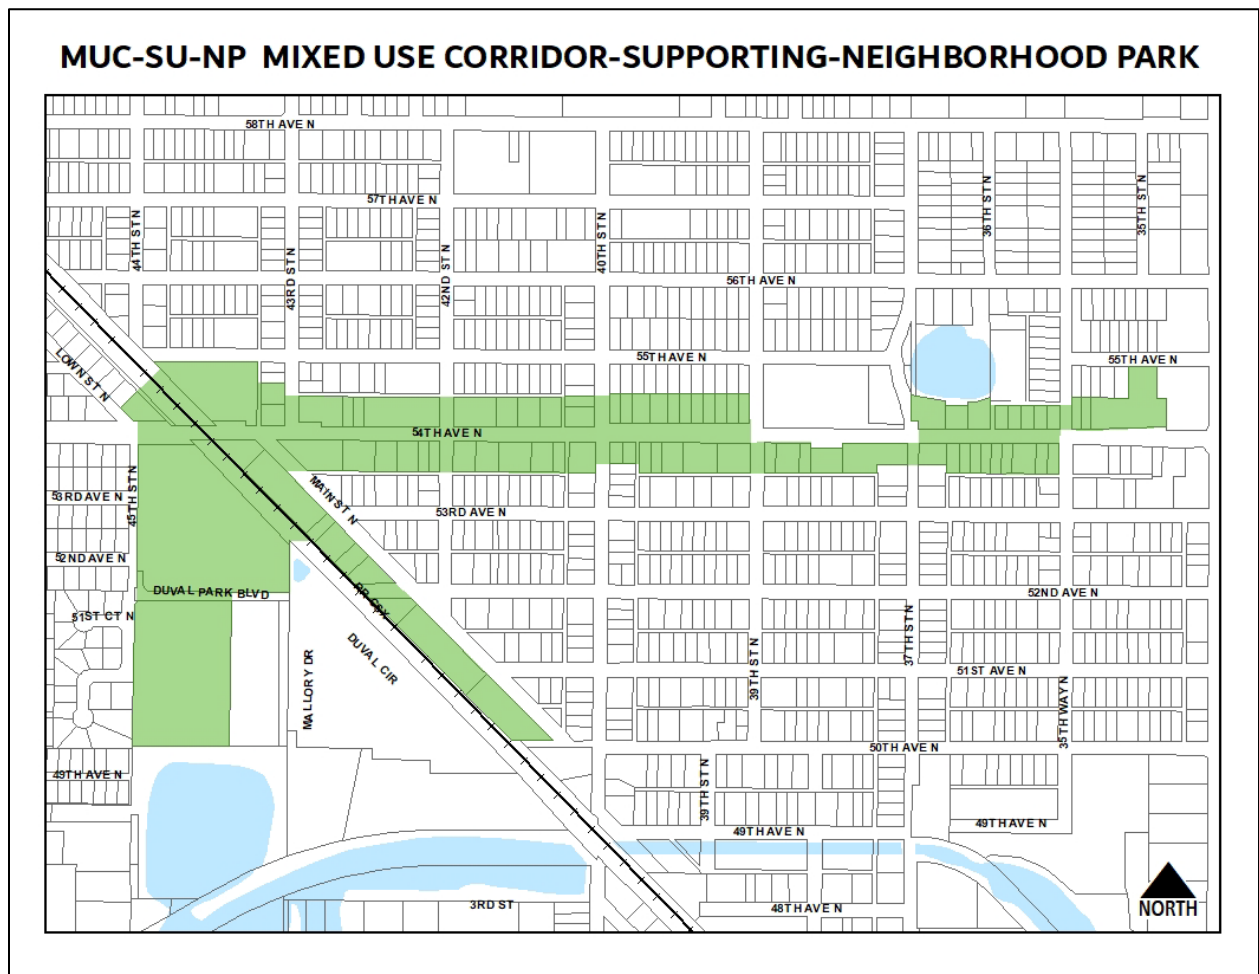 MUC-SU-NP MIXED USE CORRIDOR-SUPPORTING-NEIGHBORHOOD PARK
58TH AVE N
57TH AVE N
44TH ST N
43RD ST N
42ND ST N
40TH ST N
36TH ST N
35TH ST N
56TH AVE N
55TH AVE N
55TH AVE N
LOWN ST N
54TH AVE N
45TH ST N
MAIN ST N
53RD AVE N
53RD AVE N
52ND AVE N
DUVAL PARK BLVD
RR CSX
52ND AVE N
51ST CT N
DUVAL CIR
MALLORY DR
39TH ST N
37TH ST N
51ST AVE N
35TH WAY N
50TH AVE N
49TH AVE N
39TH ST N
49TH AVE N
49TH AVE N
3RD ST
48TH AVE N
NORTH